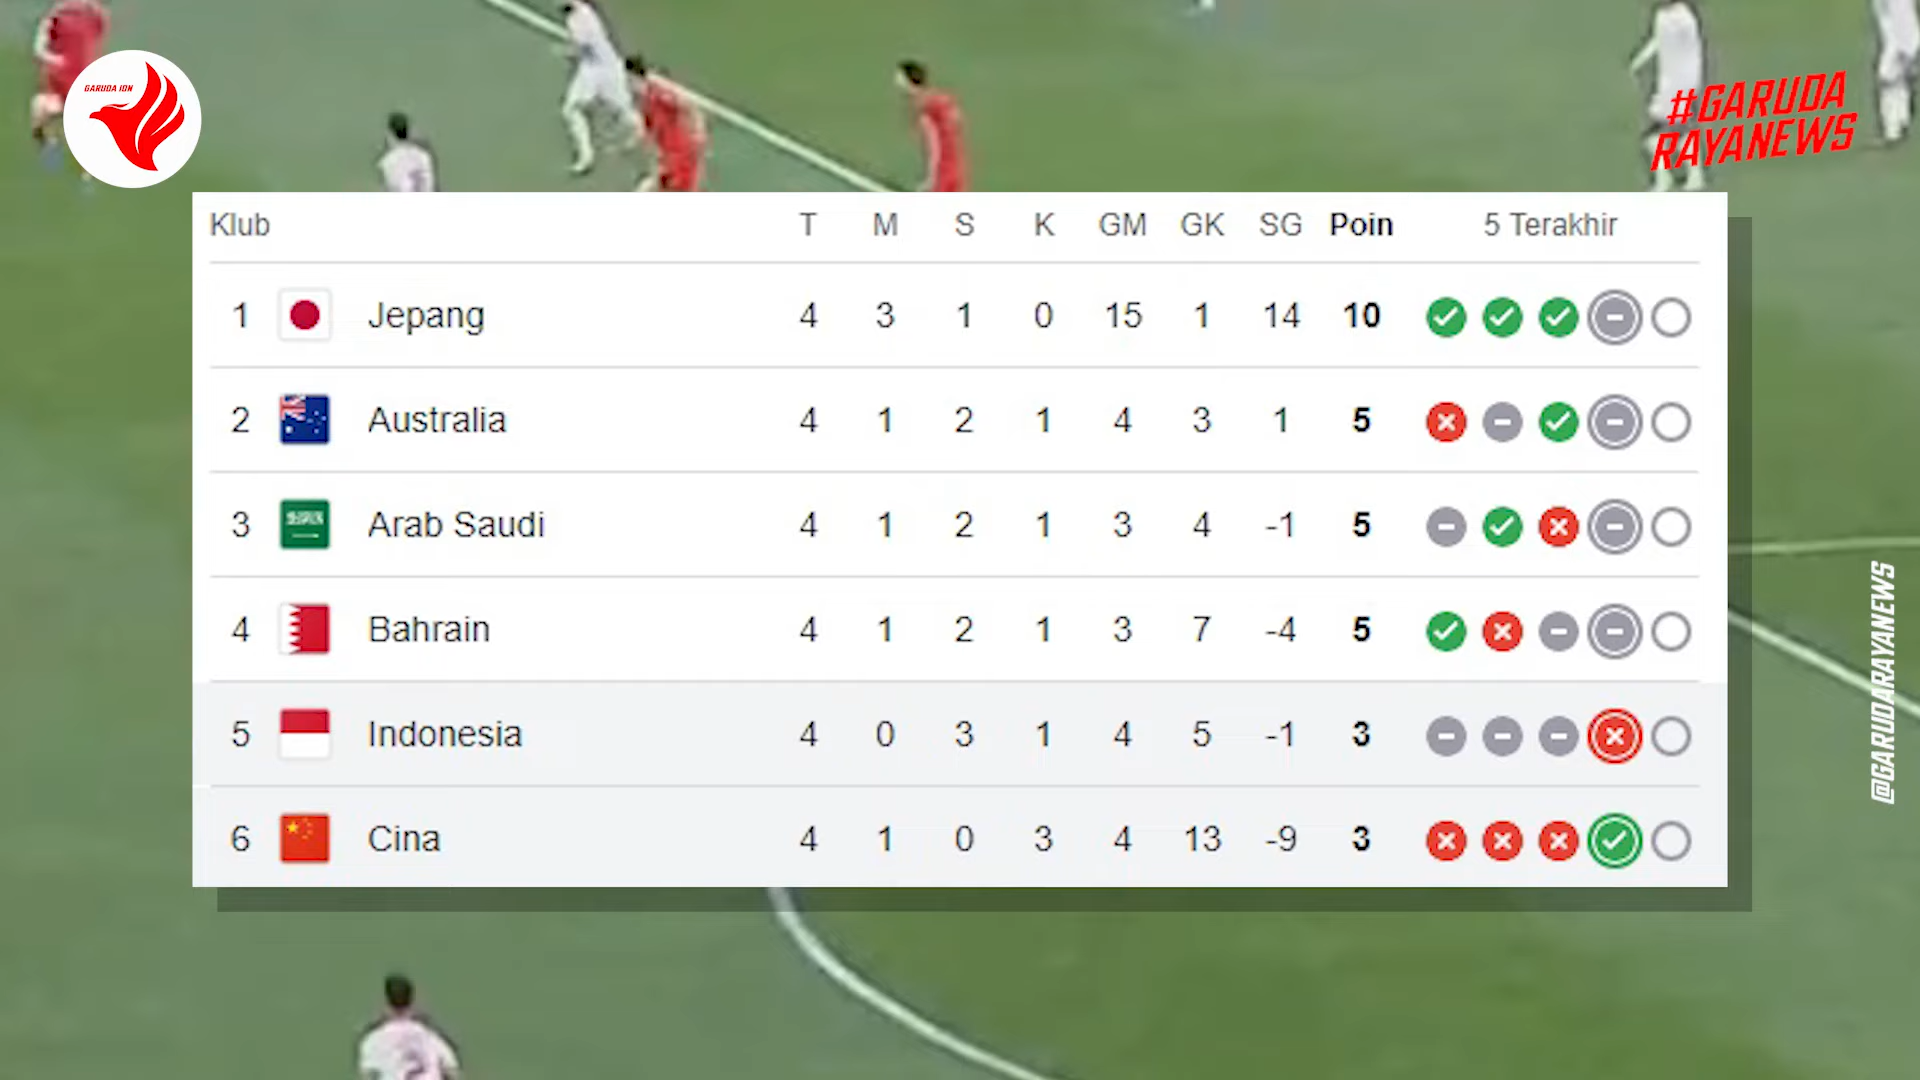 GARUDA IDN
#GARUDA
RAYANEWS
Klub T M S K GM GK SG Poin 5 Terakhir
1 Jepang 4 3 1 0 15 1 14 10
2 Australia 4 1 2 1 4 3 1 5
3 Arab Saudi 4 1 2 1 3 4 -1 5
4 Bahrain 4 1 2 1 3 7 -4 5
5 Indonesia 4 0 3 1 4 5 -1 3
6 Cina 4 1 0 3 4 13 -9 3
@GARUDARAYANEWS